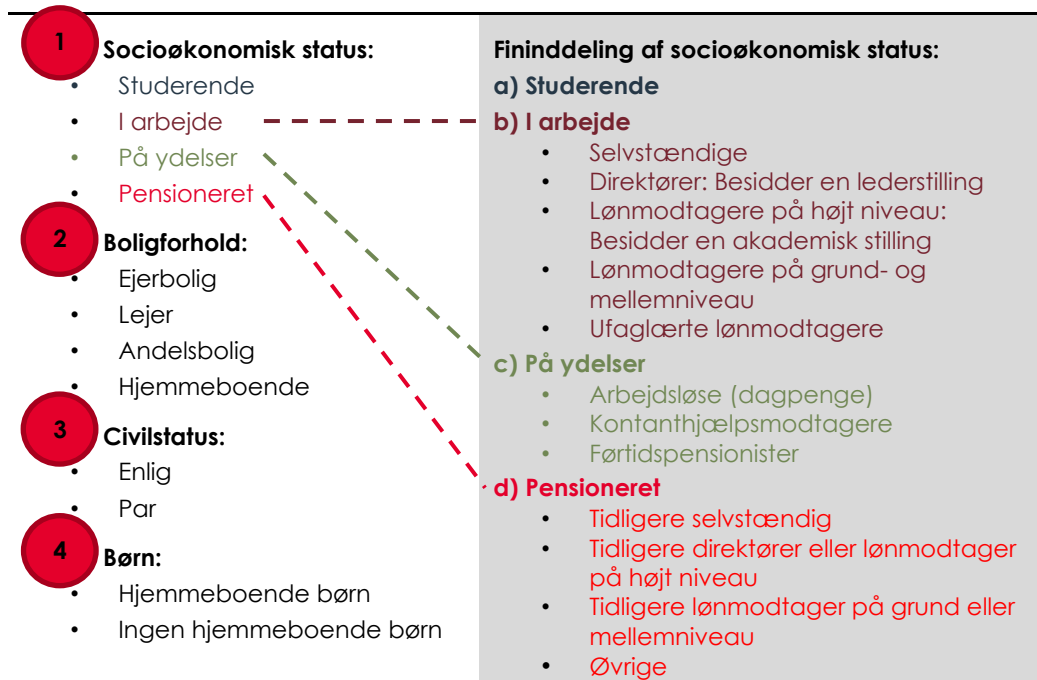 1
Socioøkonomisk status:
• Studerende
• I arbejde
• På ydelser
• Pensioneret
2
Boligforhold:
• Ejerbolig
• Lejer
• Andelsbolig
• Hjemmeboende
3
Civilstatus:
• Enlig
• Par
4
Børn:
• Hjemmeboende børn
• Ingen hjemmeboende børn
Fininddeling af socioøkonomisk status:
a) Studerende
b) I arbejde
• Selvstændige
• Direktører: Besidder en lederstilling
• Lønmodtagere på højt niveau:
Besidder en akademisk stilling
• Lønmodtagere på grund- og
mellemniveau
• Ufaglærte lønmodtagere
c) På ydelser
• Arbejdsløse (dagpenge)
• Kontanthjælpsmodtagere
• Førtidspensionister
d) Pensioneret
• Tidligere selvstændig
• Tidligere direktører eller lønmodtager
på højt niveau
• Tidligere lønmodtager på grund eller
mellemniveau
• Øvrige